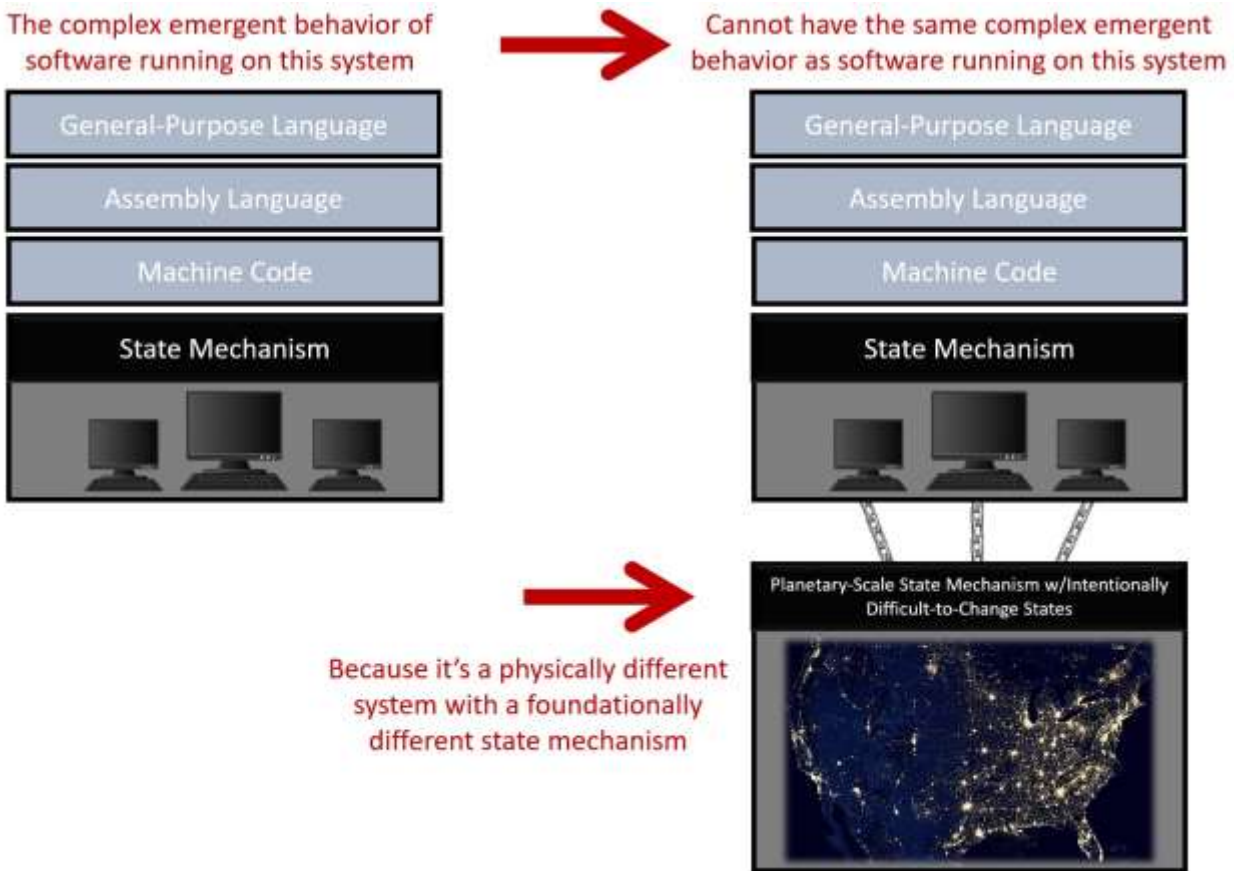 The complex emergent behavior of
software running on this system
General-Purpose Language
Assembly Language
Machine Code
State Mechanism
Cannot have the same complex emergent
behavior as software running on this system
General-Purpose Language
Assembly Language
Machine Code
State Mechanism
Because it’s a physically different
system with a foundationally
different state mechanism
Planetary-Scale State Mechanism w/Intentionally
Difficult-to-Change States